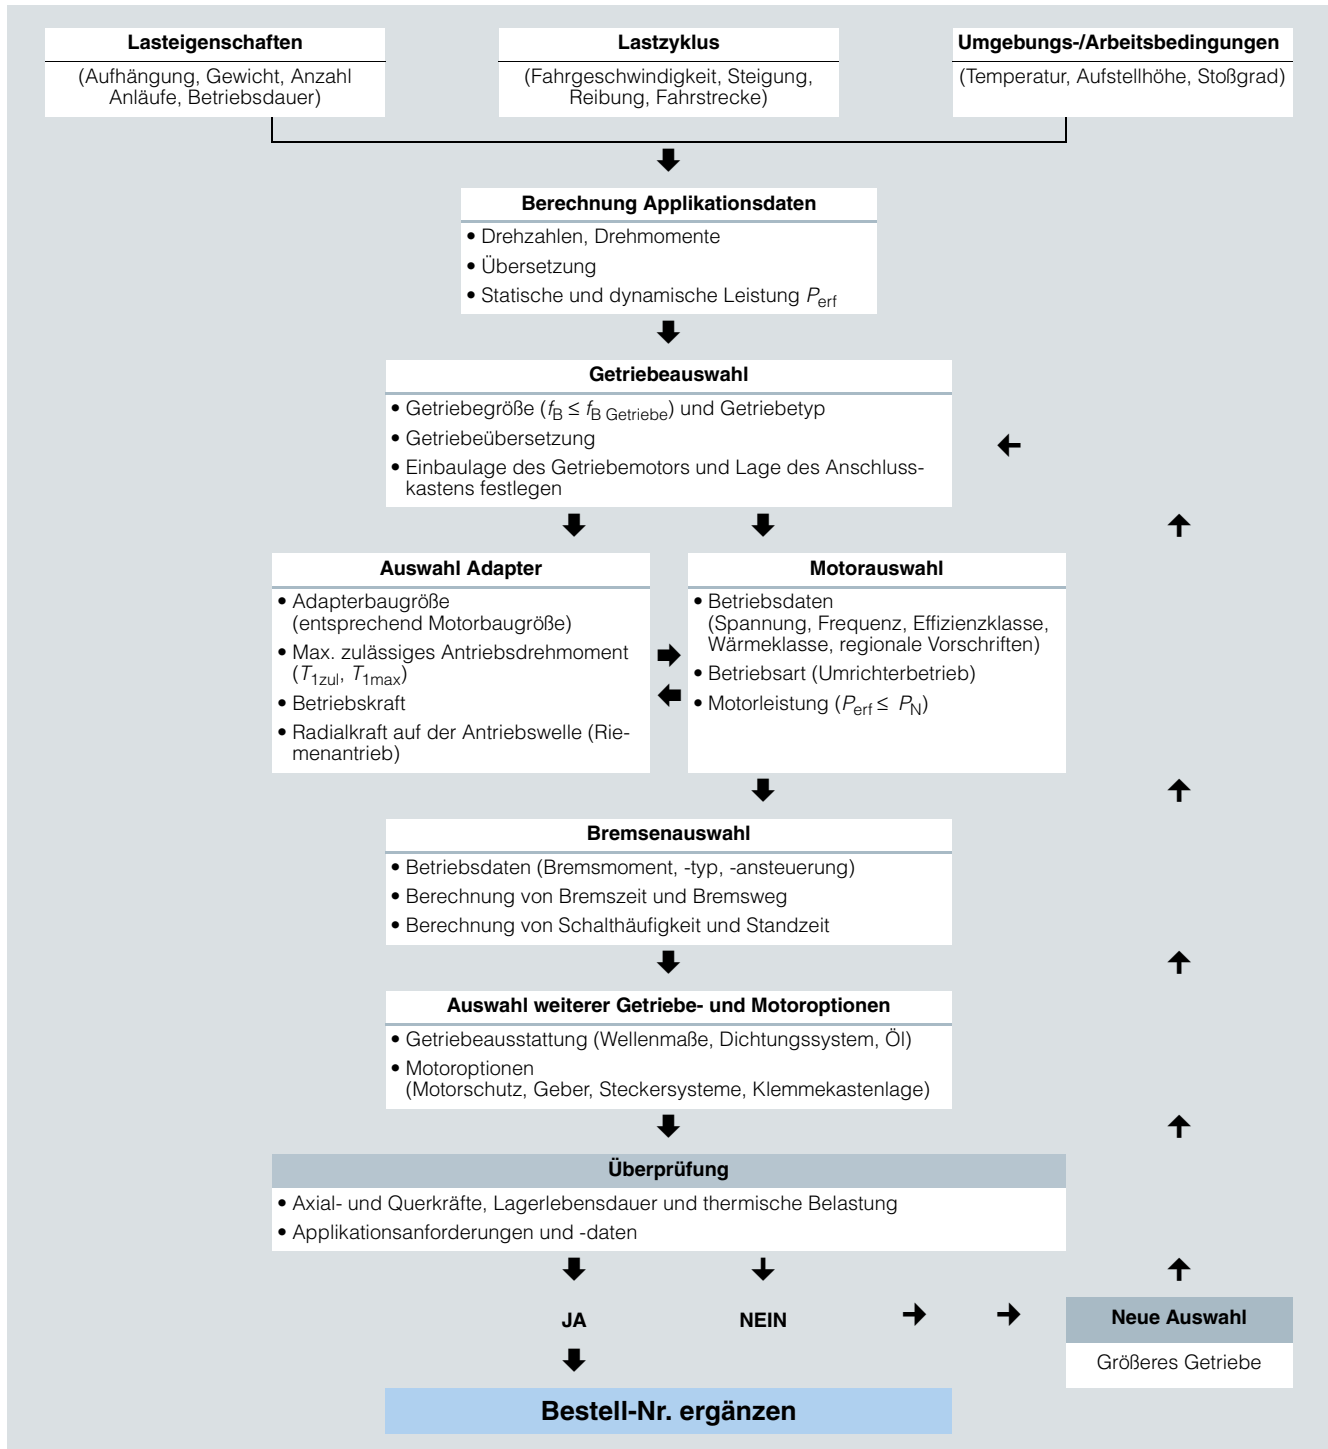 Lasteigenschaften
(Aufhängung, Gewicht, Anzahl
Anläufe, Betriebsdauer)
Lastzyklus
(Fahrgeschwindigkeit, Steigung,
Reibung, Fahrstrecke)
Umgebungs-/Arbeitsbedingungen
(Temperatur, Aufstellhöhe, Stoßgrad)
Berechnung Applikationsdaten
• Drehzahlen, Drehmomente
• Übersetzung
• Statische und dynamische Leistung Perf
Getriebeauswahl
• Getriebegröße (fB ≤ fB Getriebe) und Getriebetyp
• Getriebeübersetzung
• Einbaulage des Getriebemotors und Lage des Anschluss-
kastens festlegen
Auswahl Adapter
• Adapterbaugröße
(entsprechend Motorbaugröße)
• Max. zulässiges Antriebsdrehmoment
(T1zul, T1max)
• Betriebskraft
• Radialkraft auf der Antriebswelle (Rie-
menantrieb)
Motorauswahl
• Betriebsdaten
(Spannung, Frequenz, Effizienzklasse,
Wärmeklasse, regionale Vorschriften)
• Betriebsart (Umrichterbetrieb)
• Motorleistung (Perf ≤ PN)
Bremsenauswahl
• Betriebsdaten (Bremsmoment, -typ, -ansteuerung)
• Berechnung von Bremszeit und Bremsweg
• Berechnung von Schalthäufigkeit und Standzeit
Auswahl weiterer Getriebe- und Motoroptionen
• Getriebeausstattung (Wellenmaße, Dichtungssystem, Öl)
• Motoroptionen
(Motorschutz, Geber, Steckersysteme, Klemmekastenlage)
Überprüfung
• Axial- und Querkräfte, Lagerlebensdauer und thermische Belastung
• Applikationsanforderungen und -daten
JA
NEIN
Neue Auswahl
Größeres Getriebe
Bestell-Nr. ergänzen